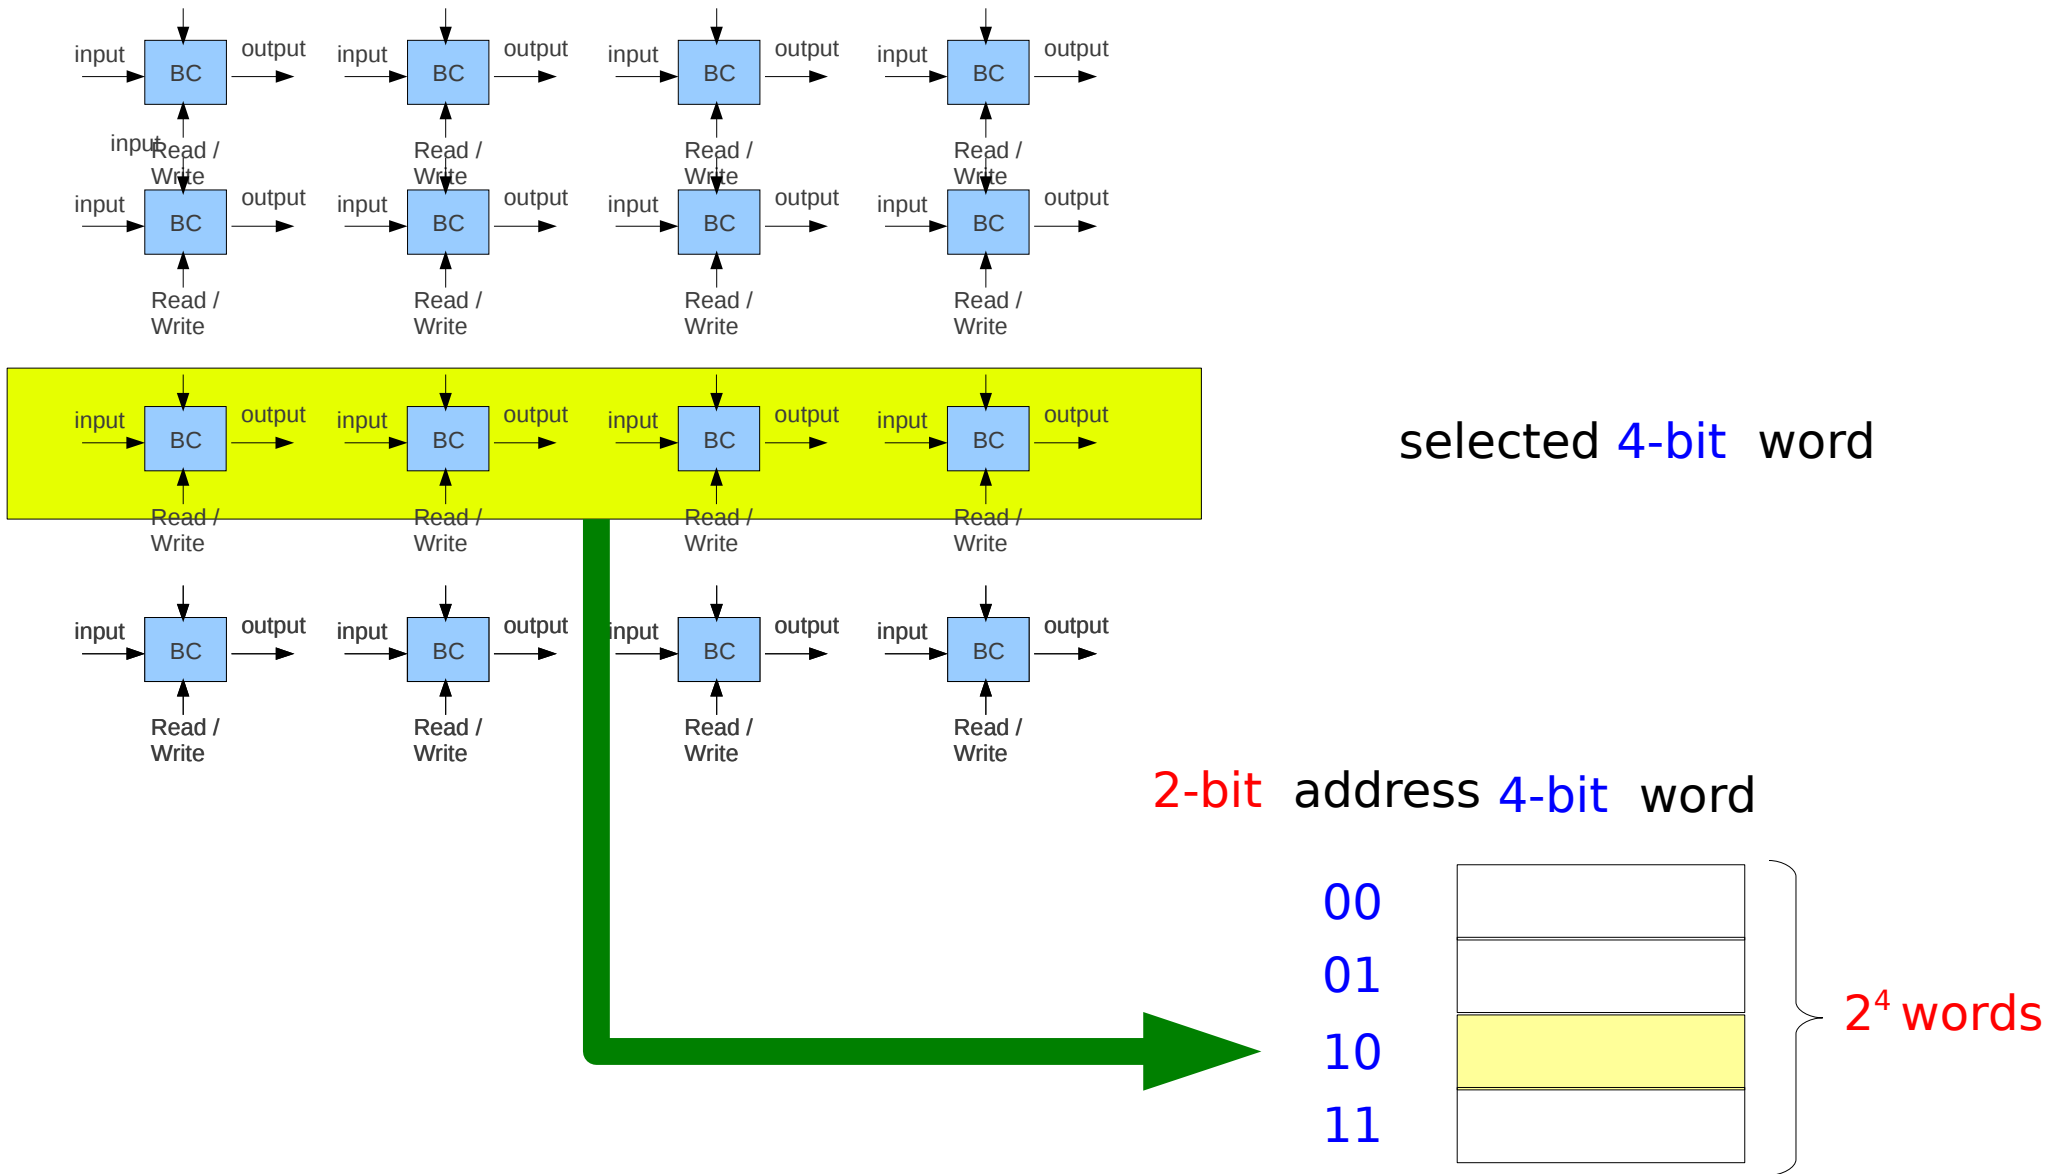 input output input output input output input output
BC BC BC BC
input
Read / Read / Read / Read /
Write Write Write Write
input output input output input output input output
BC BC BC BC
Read / Read / Read / Read /
Write Write Write Write
input output input output input output input output
BC BC BC BC
selected 4-bit word
Read / Read / Read / Read /
Write Write Write Write
input output input output input output input output
BC BC BC BC
Read / Read / Read / Read /
Write Write Write Write
2-bit address 4-bit word
00
01
2⁴ words
10
11